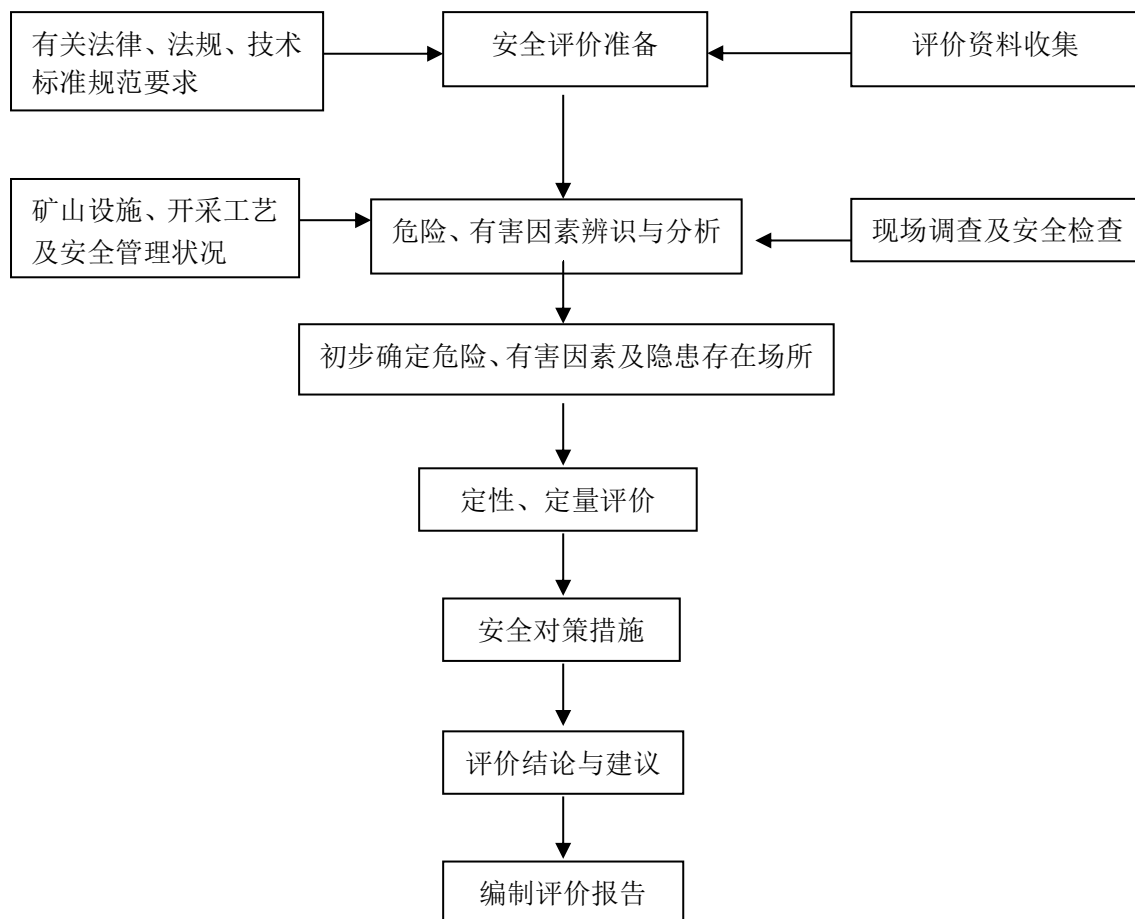 有关法律、法规、技术
标准规范要求
安全评价准备
评价资料收集
矿山设施、开采工艺
及安全管理状况
危险、有害因素辨识与分析
现场调查及安全检查
初步确定危险、有害因素及隐患存在场所
定性、定量评价
安全对策措施
评价结论与建议
编制评价报告